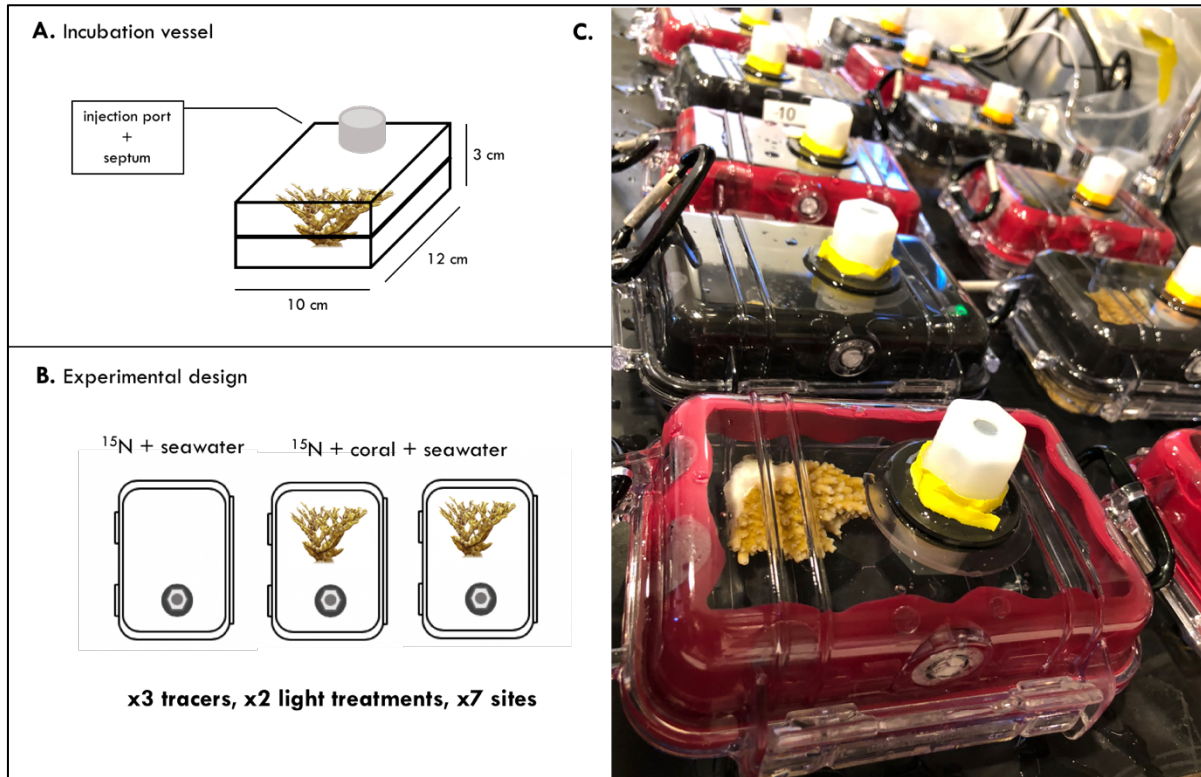 A. Incubation vessel
injection port
+
septum
3 cm
12 cm
10 cm
B. Experimental design
¹⁵N + seawater
¹⁵N + coral + seawater
x3 tracers, x2 light treatments, x7 sites
C.
10